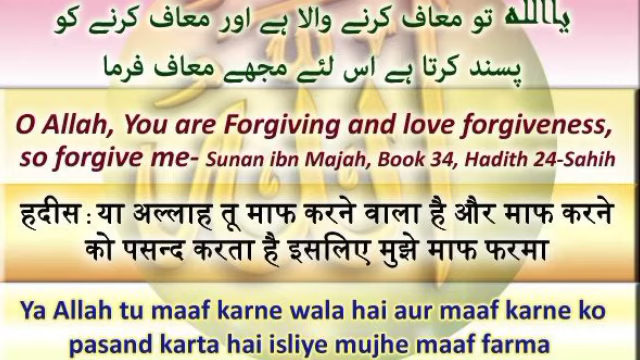 یااللہ تو معاف کرنے والا ہے اور معاف کرنے کو
پسند کرتا ہے اس لئے مجھے معاف فرما
O Allah, You are Forgiving and love forgiveness,
so forgive me- Sunan ibn Majah, Book 34, Hadith 24-Sahih
हदीस : या अल्लाह तू माफ करने वाला है और माफ करने
को पसन्द करता है इसलिए मुझे माफ फरमा
Ya Allah tu maaf karne wala hai aur maaf karne ko
pasand karta hai isliye mujhe maaf farma